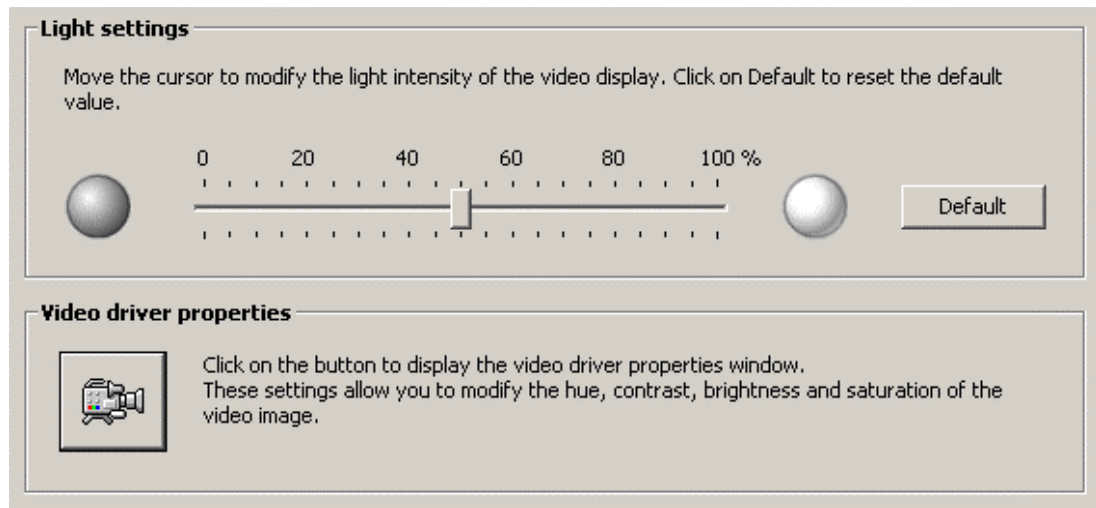 Light settings
Move the cursor to modify the light intensity of the video display. Click on Default to reset the default
value.
0 20 40 60 80 100 %
Default
Video driver properties
Click on the button to display the video driver properties window.
These settings allow you to modify the hue, contrast, brightness and saturation of the
video image.